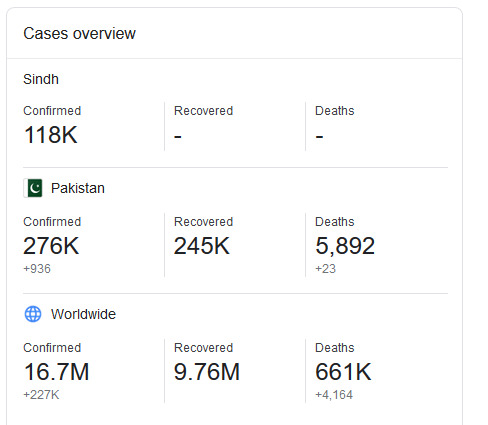 Cases overview
Sindh
Confirmed Recovered Deaths
118K - -
Pakistan
Confirmed Recovered Deaths
276K 245K 5,892
+936 +23
Worldwide
Confirmed Recovered Deaths
16.7M 9.76M 661K
+227K +4,164